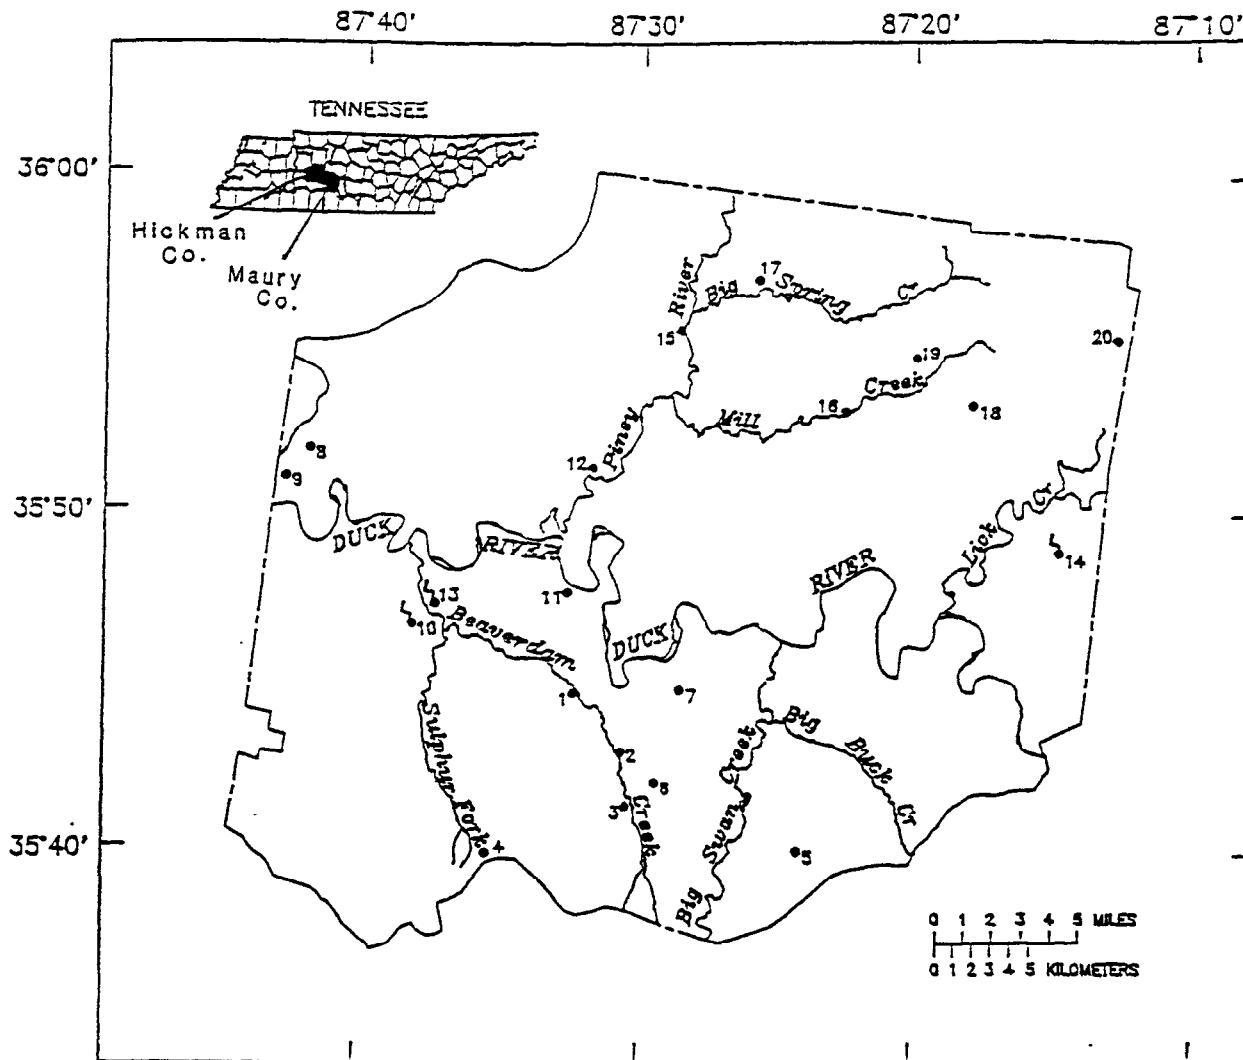 87°40' 87°30' 87°20' 87°10'
TENNESSEE
36°00'
Hickman
Co.
Maury
Co.
River
Big Spring Cr
17
15
20
19
Creek
16
Mill
18
Piney
8
12
9
35°50'
DUCK
RIVER
Lick Cr
14
RIVER
13
11
10
Beaverdam
DUCK
1
7
Sulphur Fork
Big Buck Cr
2
Creek
6
3
Big Swan Creek
35°40'
4
5
0 1 2 3 4 5 MILES
0 1 2 3 4 5 KILOMETERS